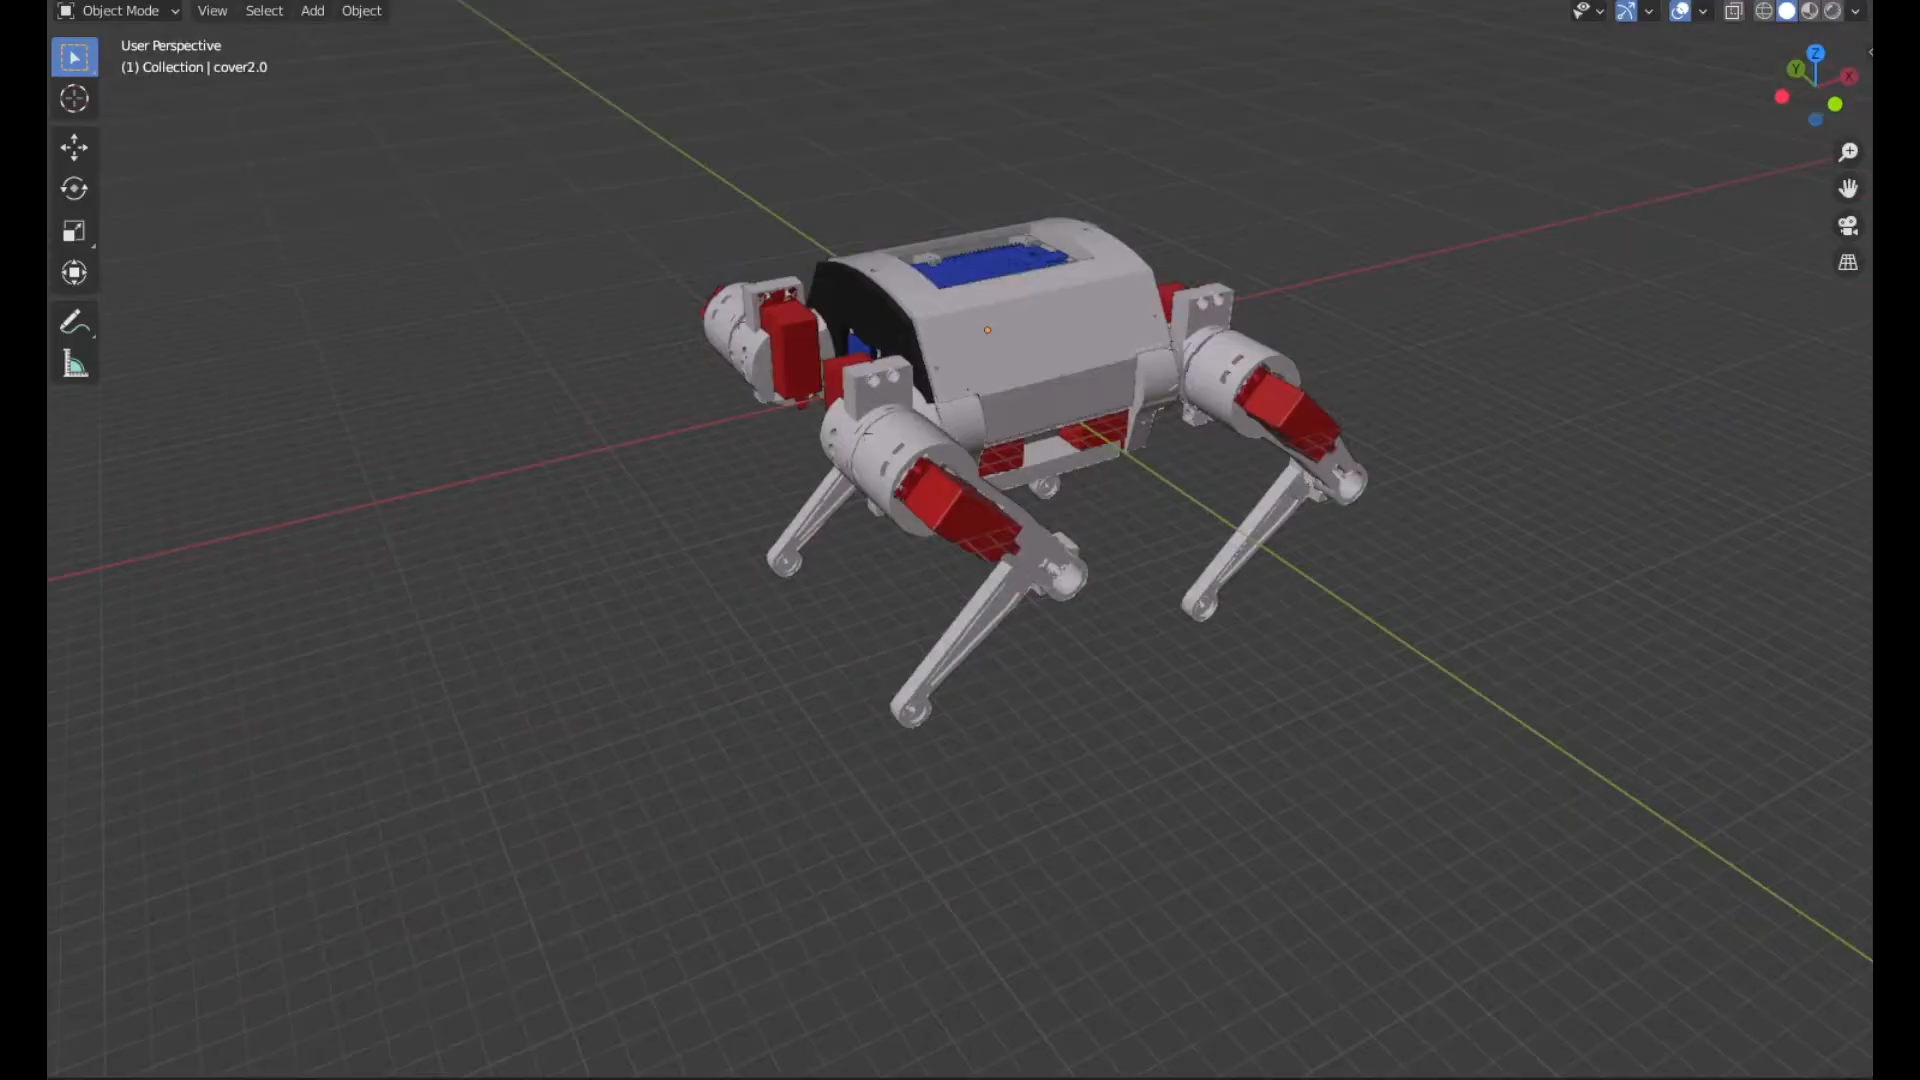 Object Mode View Select Add Object
User Perspective
(1) Collection | cover2.0
Z
Y
X